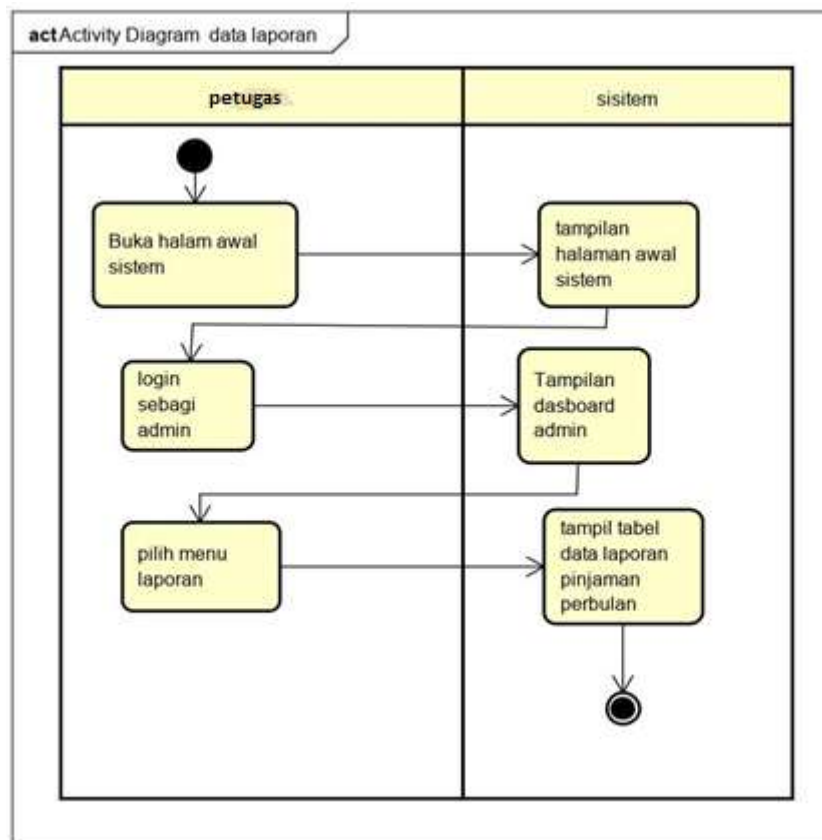 act Activity Diagram data laporan
petugas
sisitem
Buka halam awal
sistem
tampilan
halaman awal
sistem
login
sebagi
admin
Tampilan
dasboard
admin
pilih menu
laporan
tampil tabel
data laporan
pinjaman
perbulan